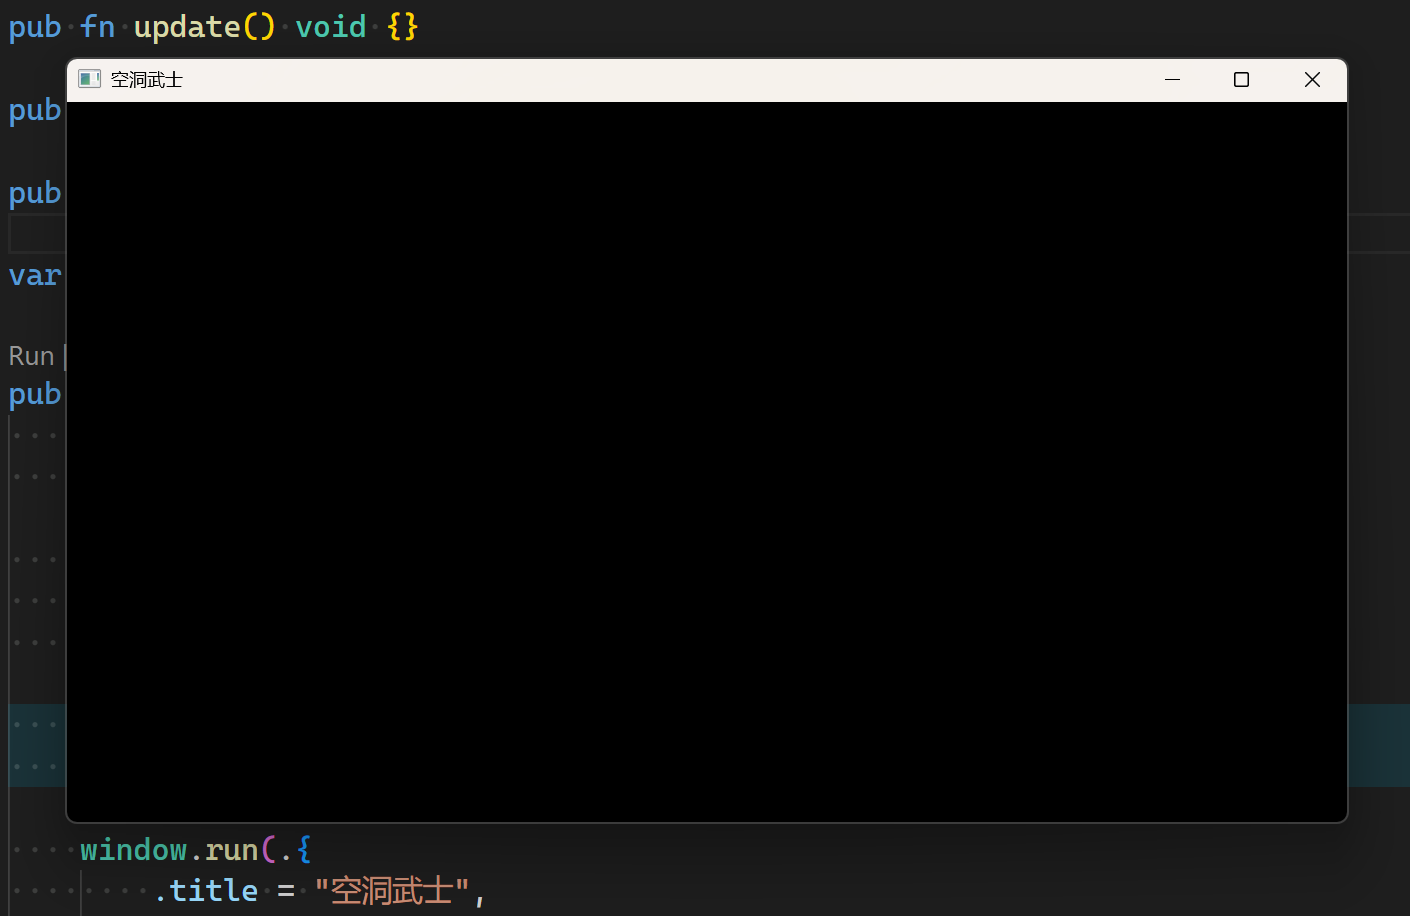 pub fn update() void {}
空洞武士
pub
pub
var
Run
pub
window.run(.{
.title = "空洞武士",